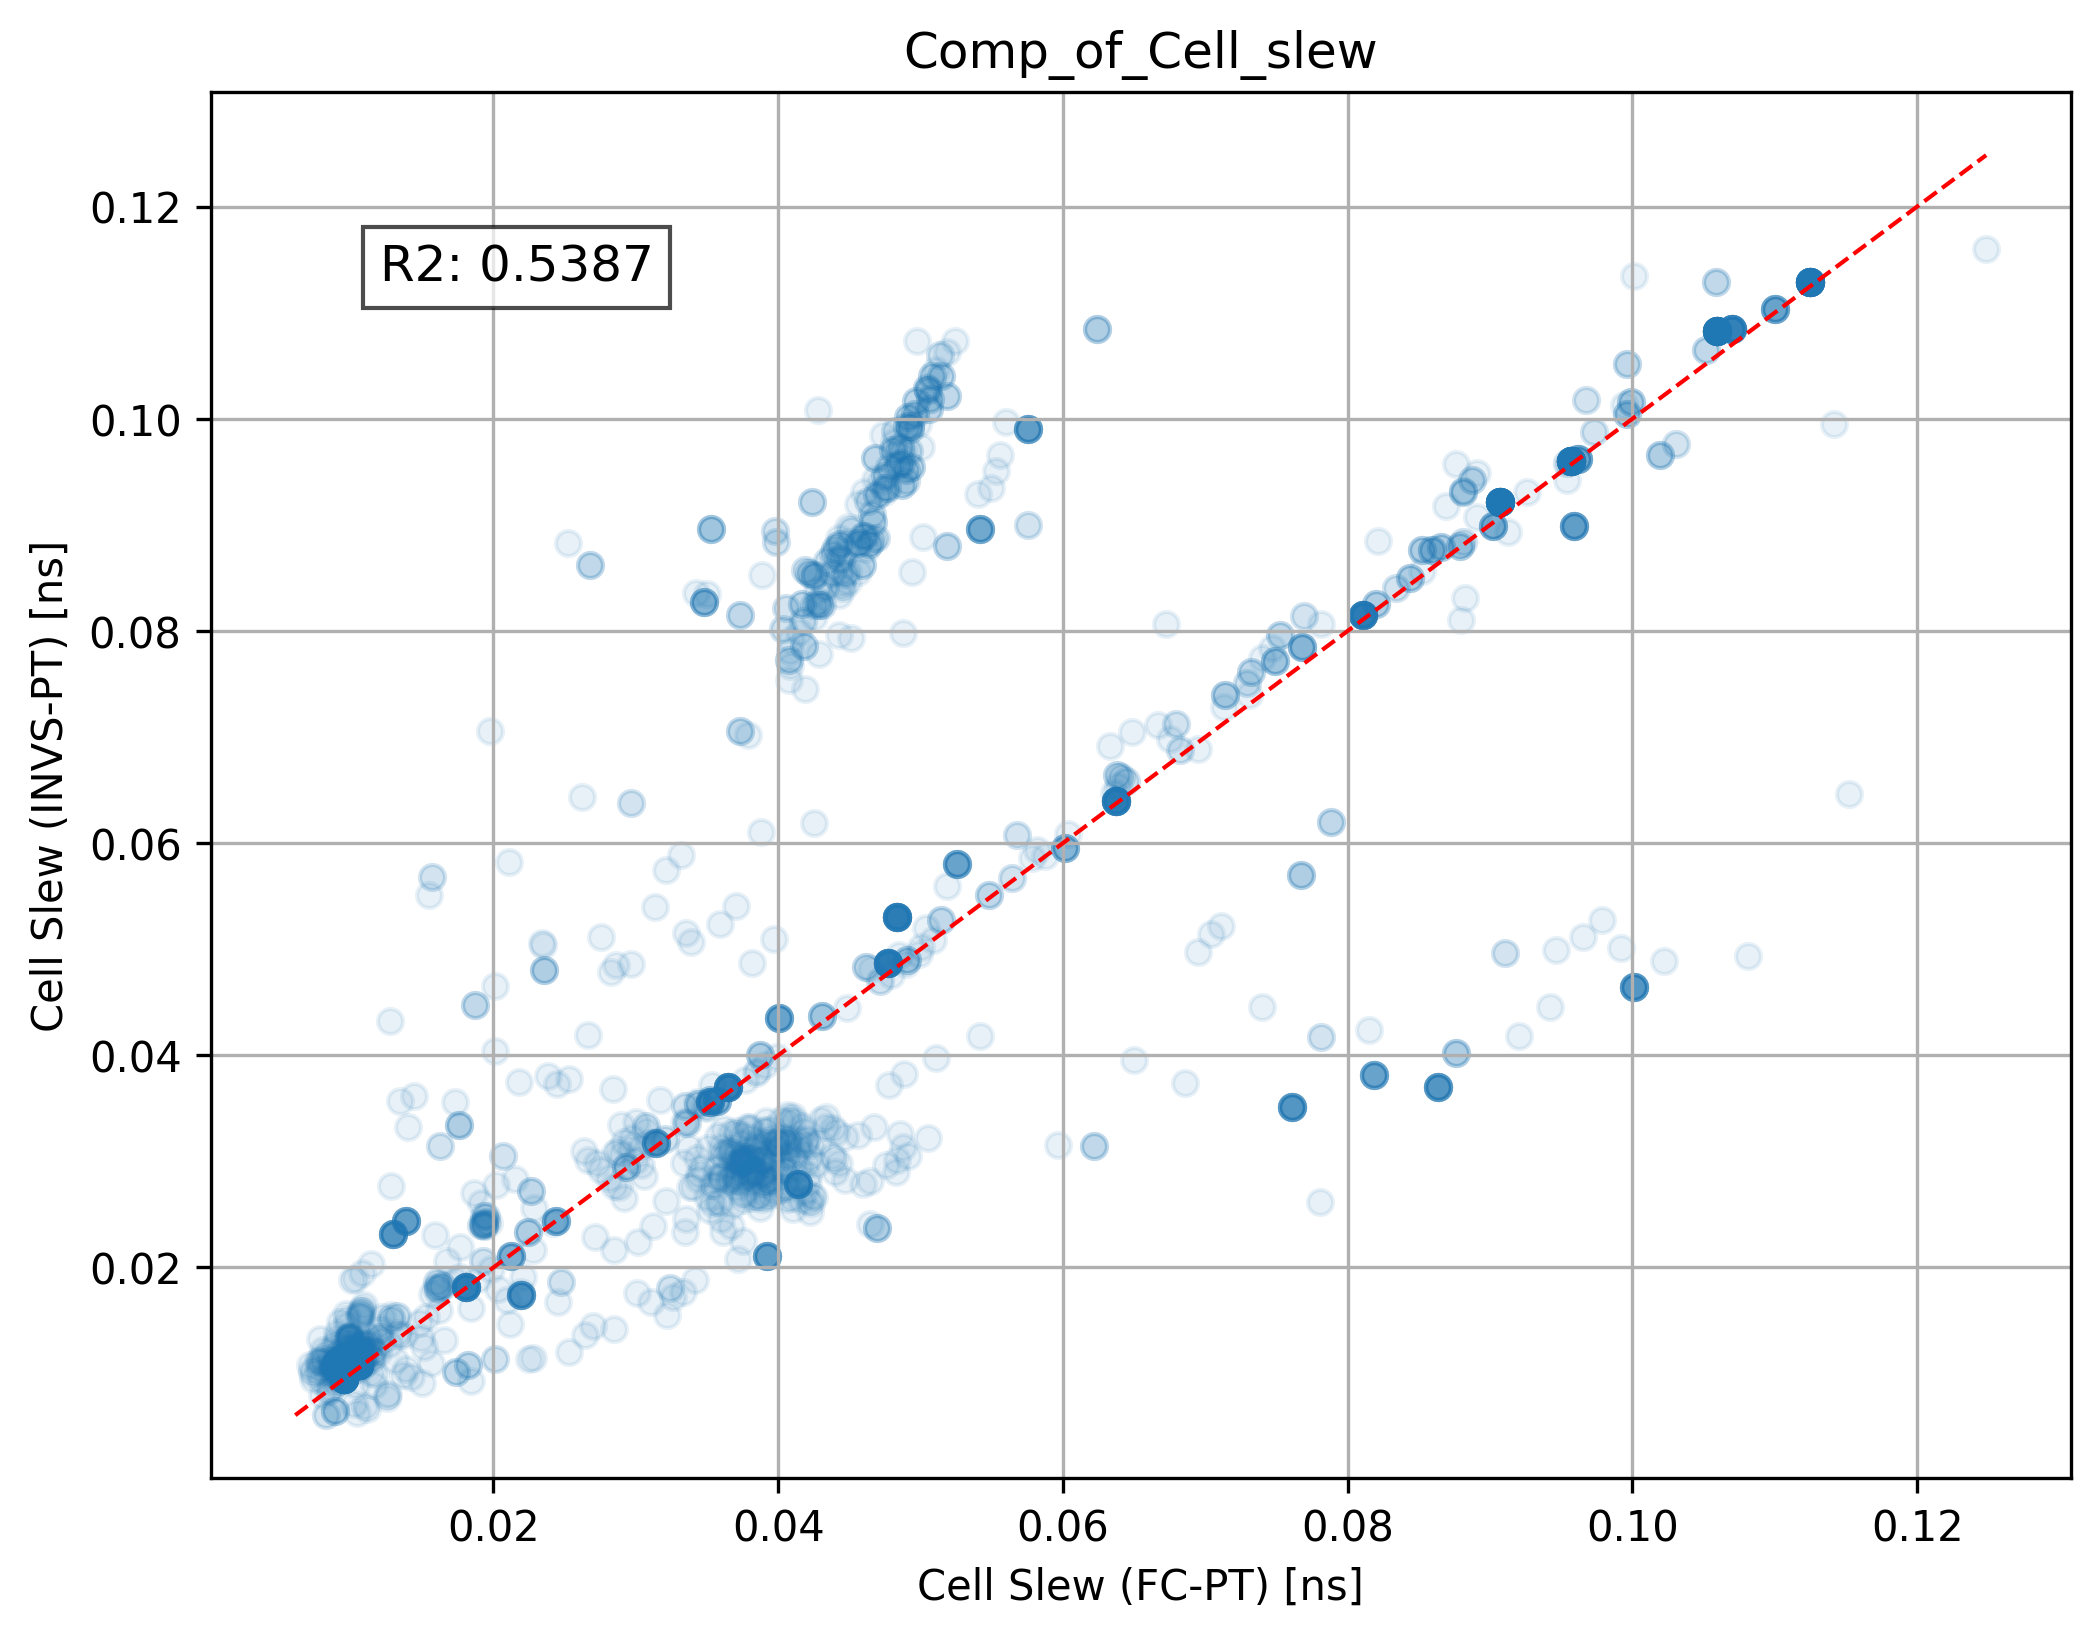 Comp_of_Cell_slew
R2: 0.5387
Cell Slew (INVS-PT) [ns]
0.12
0.10
0.08
0.06
0.04
0.02
0.02 0.04 0.06 0.08 0.10 0.12
Cell Slew (FC-PT) [ns]